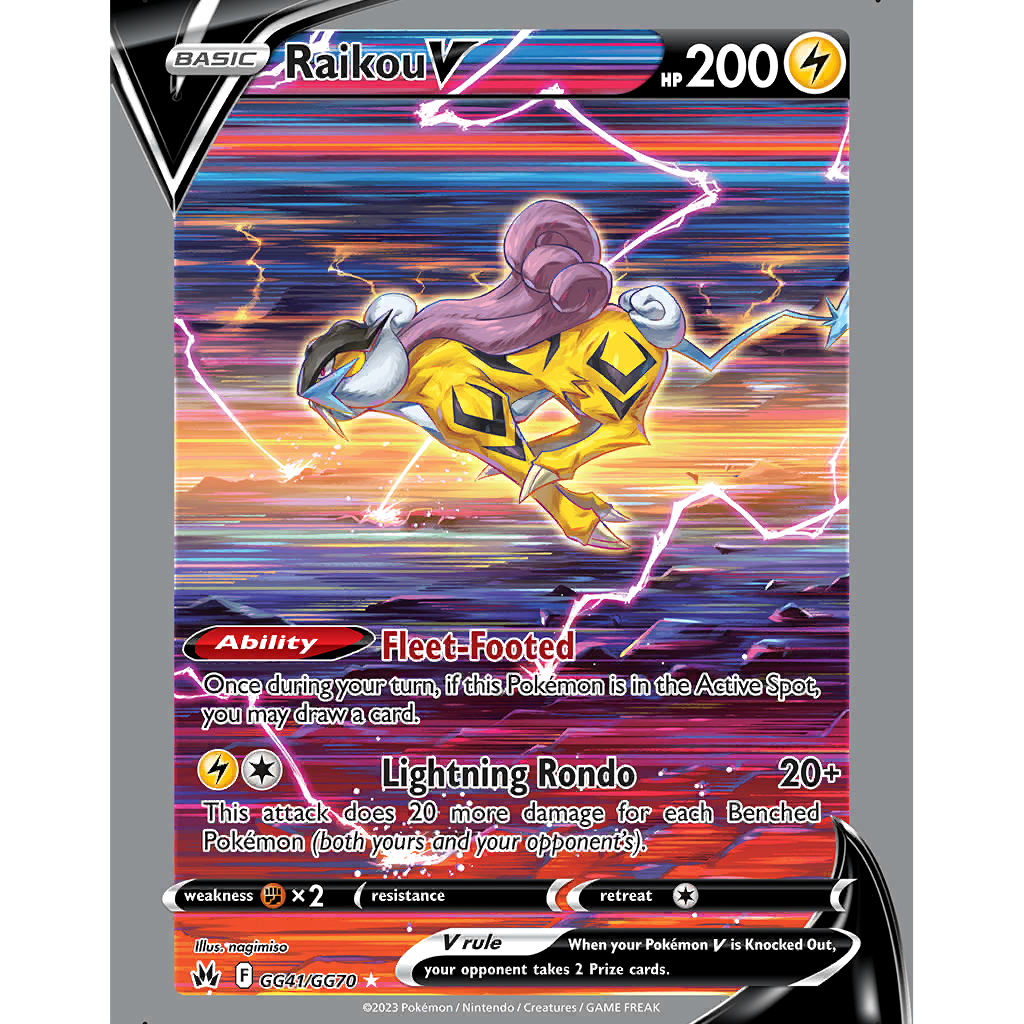 BASIC Raikou V HP 200
Ability Fleet-Footed
Once during your turn, if this Pokémon is in the Active Spot,
you may draw a card.
Lightning Rondo 20+
This attack does 20 more damage for each Benched
Pokémon (both yours and your opponent's).
weakness ×2 resistance retreat
Illus. nagimiso
V rule When your Pokémon V is Knocked Out,
your opponent takes 2 Prize cards.
F GG41/GG70
©2023 Pokémon / Nintendo / Creatures / GAME FREAK